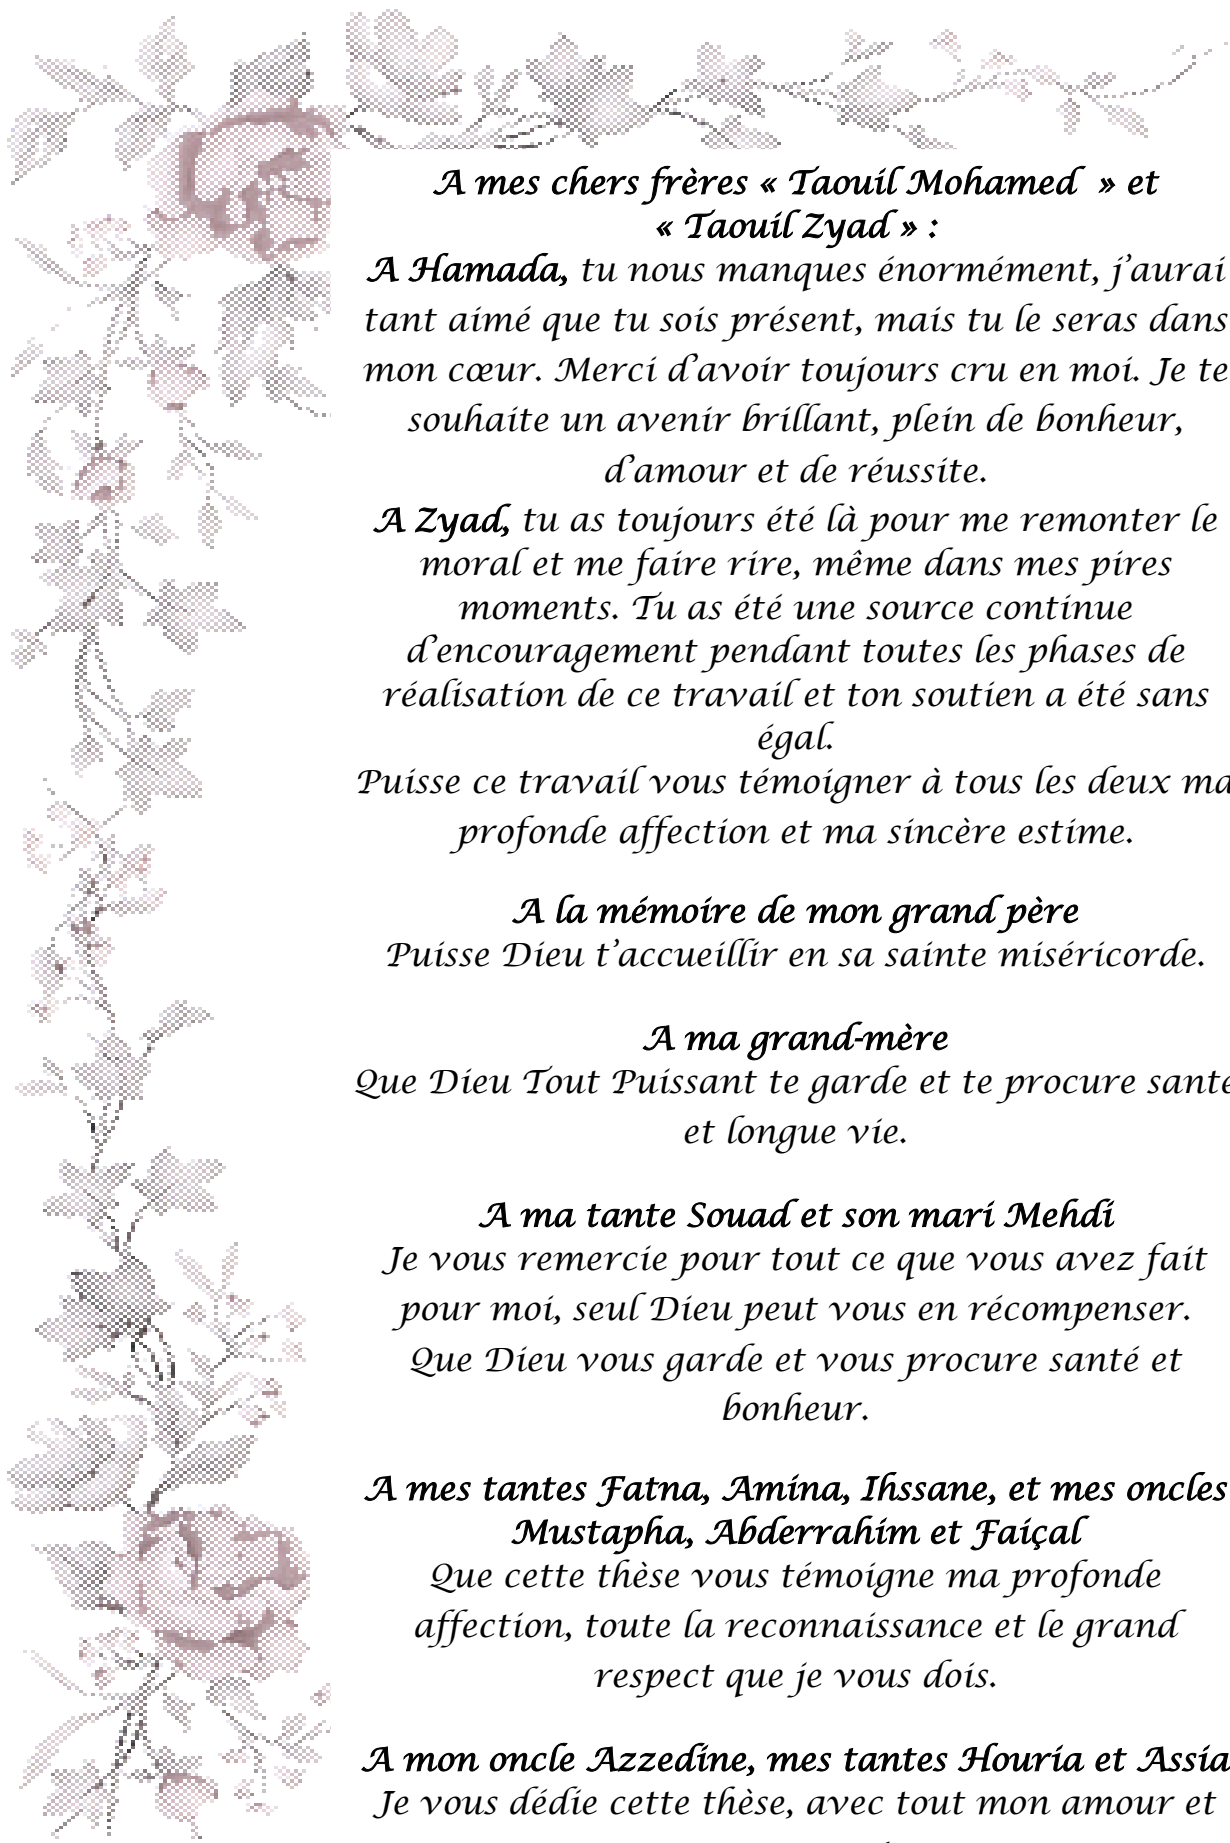 A mes chers frères « Taouil Mohamed  » et
« Taouil Zyad » :
A Hamada, tu nous manques énormément, j’aurai
tant aimé que tu sois présent, mais tu le seras dans
mon cœur. Merci d’avoir toujours cru en moi. Je te
souhaite un avenir brillant, plein de bonheur,
d’amour et de réussite.
A Zyad, tu as toujours été là pour me remonter le
moral et me faire rire, même dans mes pires
moments. Tu as été une source continue
d’encouragement pendant toutes les phases de
réalisation de ce travail et ton soutien a été sans
égal.
Puisse ce travail vous témoigner à tous les deux ma
profonde affection et ma sincère estime.
A la mémoire de mon grand père
Puisse Dieu t’accueillir en sa sainte miséricorde.
A ma grand-mère
Que Dieu Tout Puissant te garde et te procure santé
et longue vie.
A ma tante Souad et son mari Mehdi
Je vous remercie pour tout ce que vous avez fait
pour moi, seul Dieu peut vous en récompenser.
Que Dieu vous garde et vous procure santé et
bonheur.
A mes tantes Fatna, Amina, Ihssane, et mes oncles
Mustapha, Abderrahim et Faiçal
Que cette thèse vous témoigne ma profonde
affection, toute la reconnaissance et le grand
respect que je vous dois.
A mon oncle Azzedine, mes tantes Houria et Assia
Je vous dédie cette thèse, avec tout mon amour et